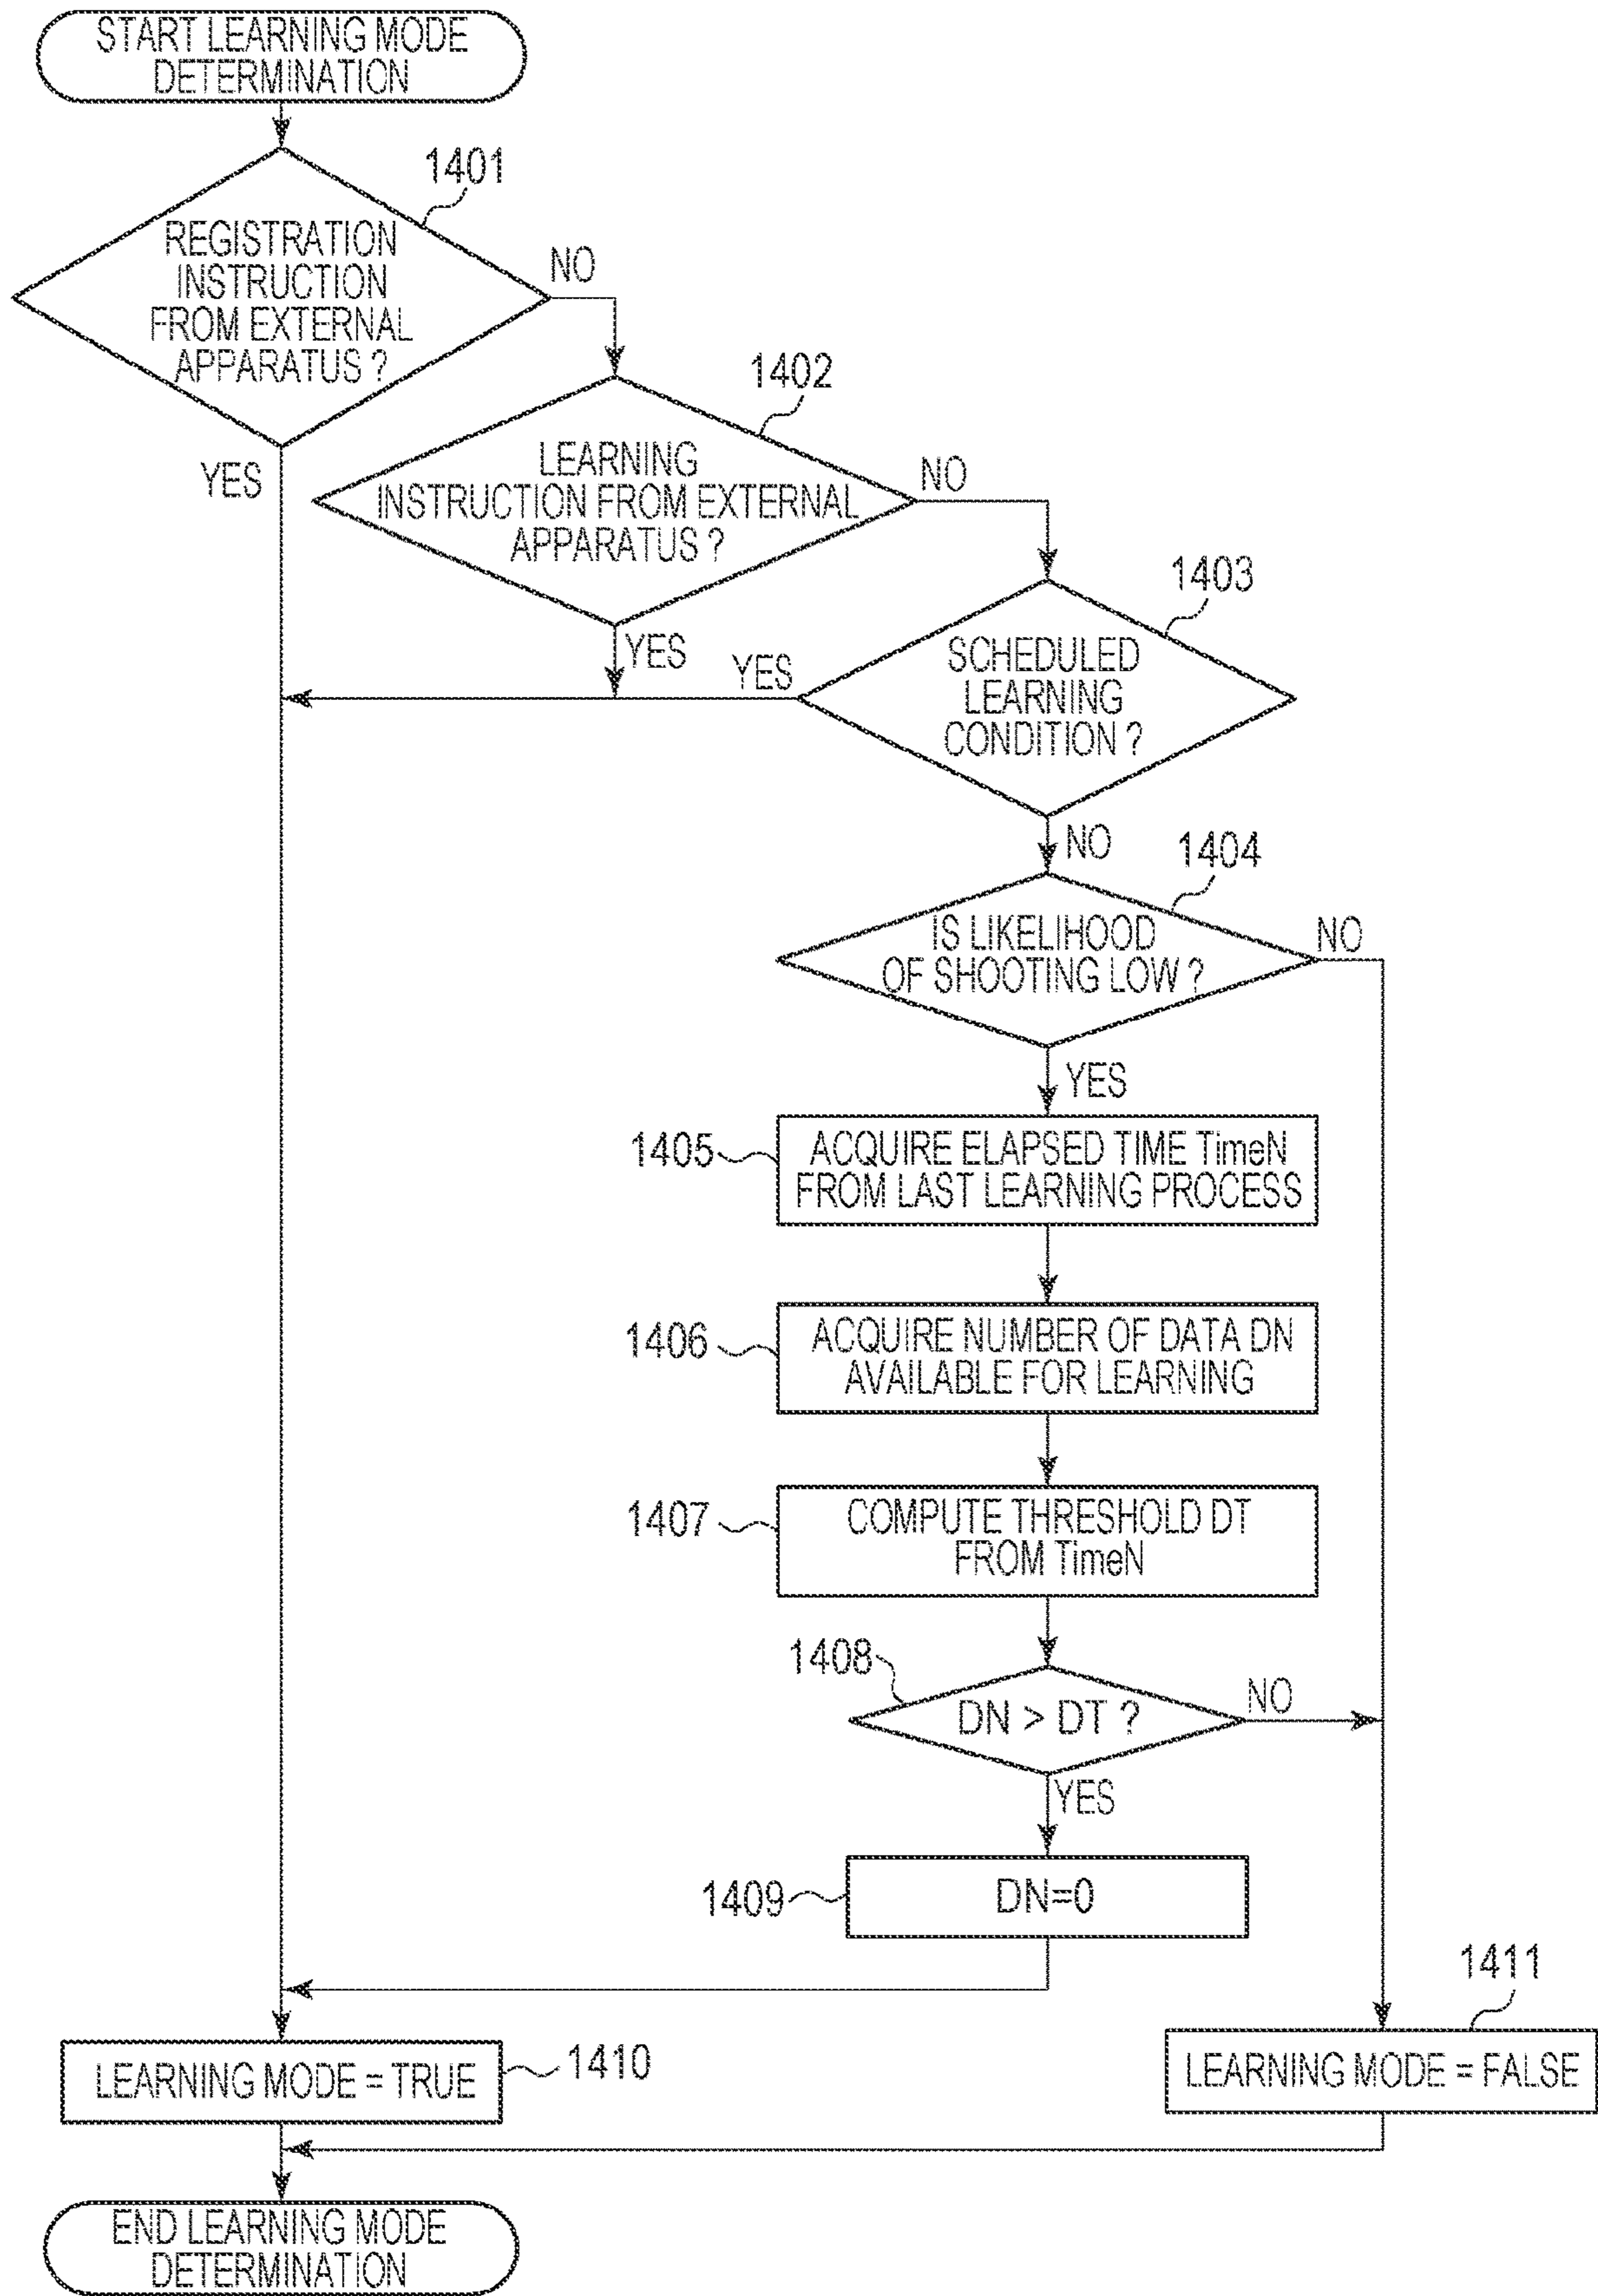 START LEARNING MODE
DETERMINATION
1401
REGISTRATION
INSTRUCTION
FROM EXTERNAL
APPARATUS ?
NO
YES
1402
LEARNING
INSTRUCTION FROM EXTERNAL
APPARATUS ?
NO
YES
1403
SCHEDULED
LEARNING
CONDITION ?
YES
NO
1404
IS LIKELIHOOD
OF SHOOTING LOW ?
NO
YES
1405
ACQUIRE ELAPSED TIME TimeN
FROM LAST LEARNING PROCESS
1406
ACQUIRE NUMBER OF DATA DN
AVAILABLE FOR LEARNING
1407
COMPUTE THRESHOLD DT
FROM TimeN
1408
DN > DT ?
NO
YES
1409
DN=0
1410
LEARNING MODE = TRUE
1411
LEARNING MODE = FALSE
END LEARNING MODE
DETERMINATION